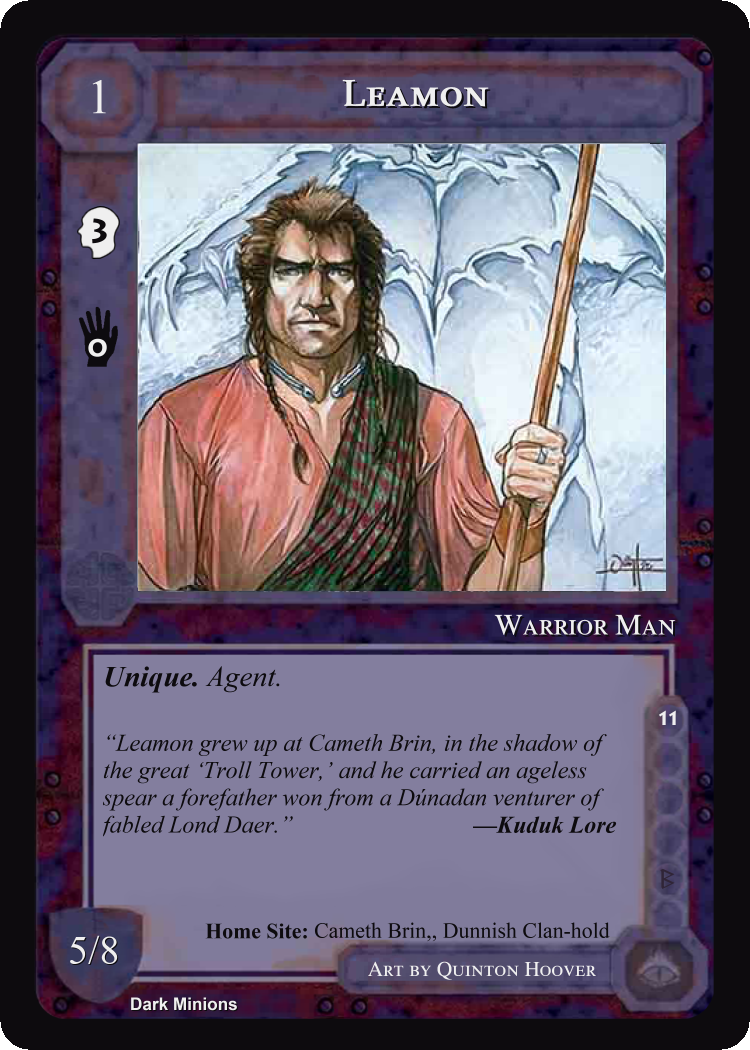 1
LEAMON
3
0
WARRIOR MAN
Unique. Agent.
11
“Leamon grew up at Cameth Brin, in the shadow of
the great ‘Troll Tower,’ and he carried an ageless
spear a forefather won from a Dúnadan venturer of
fabled Lond Daer.” —Kuduk Lore
Home Site: Cameth Brin,, Dunnish Clan-hold
5/8
ART BY QUINTON HOOVER
Dark Minions